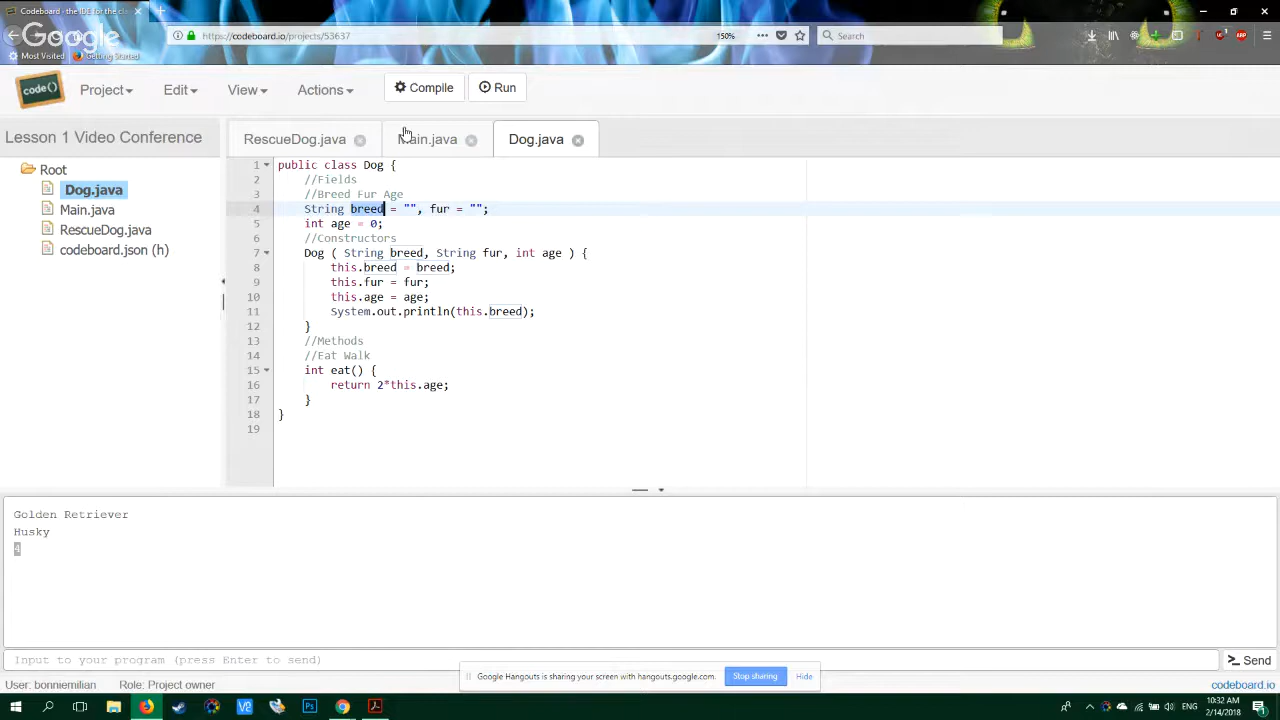 Codeboard - the IDE for the cla
Google
https://codeboard.io/projects/53637
150%
Search
Most Visited
Getting Started
code()
Project
Edit
View
Actions
Compile
Run
Lesson 1 Video Conference
RescueDog.java
Main.java
Dog.java
Root
Dog.java
Main.java
RescueDog.java
codeboard.json (h)
1 public class Dog {
2 //Fields
3 //Breed Fur Age
4 String breed = "", fur = "";
5 int age = 0;
6 //Constructors
7 Dog ( String breed, String fur, int age ) {
8 this.breed = breed;
9 this.fur = fur;
10 this.age = age;
11 System.out.println(this.breed);
12 }
13 //Methods
14 //Eat Walk
15 int eat() {
16 return 2*this.age;
17 }
18 }
19
Golden Retriever
Husky
4
Input to your program (press Enter to send)
Send
Google Hangouts is sharing your screen with hangouts.google.com.
Stop sharing
Hide
User: bonniemilian
Role: Project owner
codeboard.io
10:32 AM
2/14/2018